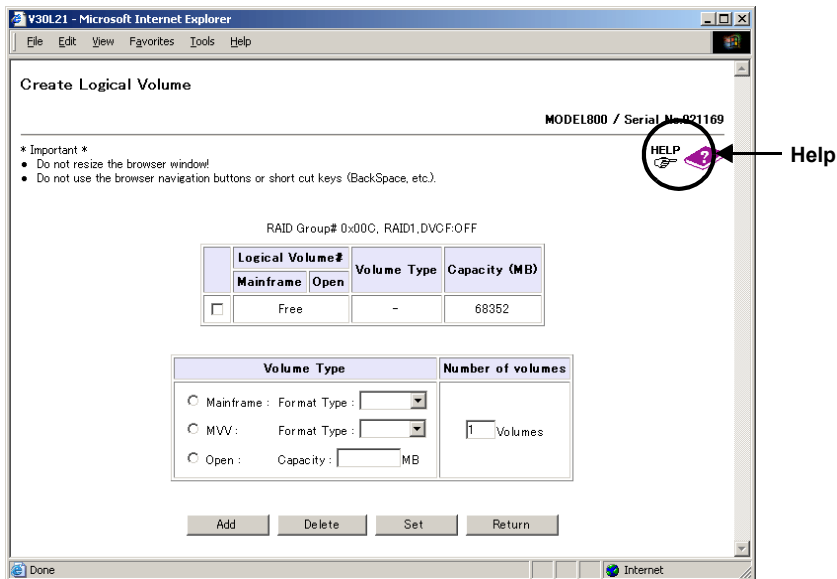 V30L21 - Microsoft Internet Explorer
File Edit View Favorites Tools Help
Create Logical Volume
MODEL800 / Serial No.021169
* Important *
• Do not resize the browser window!
• Do not use the browser navigation buttons or short cut keys (BackSpace, etc.).
HELP
?
Help
RAID Group# 0x00C, RAID1,DVCF:OFF
Logical Volume# Volume Type Capacity (MB)
Mainframe Open
Free - 68352
Volume Type Number of volumes
Mainframe : Format Type :
MVV : Format Type :
1 Volumes
Open : Capacity : MB
Add Delete Set Return
Done Internet